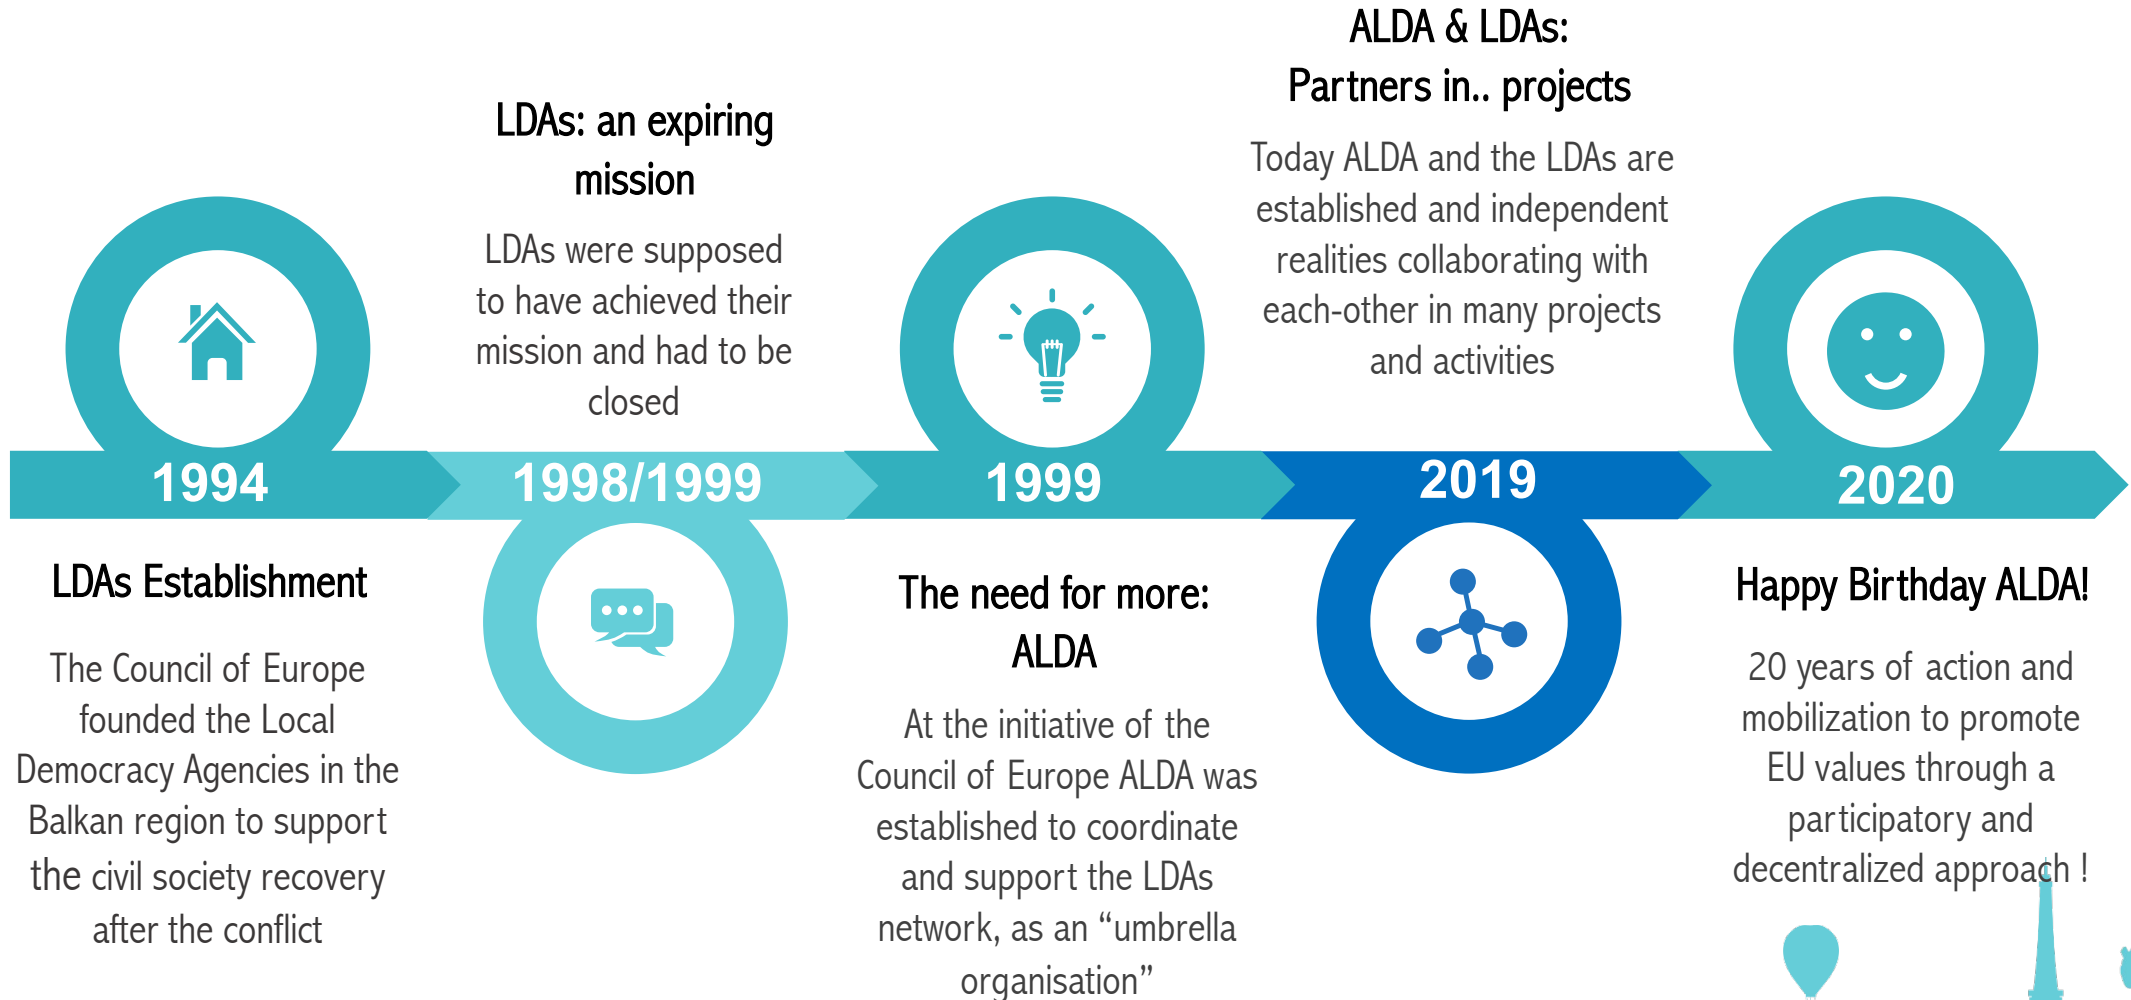 1994
LDAs Establishment
The Council of Europe
founded the Local
Democracy Agencies in the
Balkan region to support
the civil society recovery
after the conflict
LDAs: an expiring
mission
LDAs were supposed
to have achieved their
mission and had to be
closed
1998/1999
1999
The need for more:
ALDA
At the initiative of the
Council of Europe ALDA was
established to coordinate
and support the LDAs
network, as an “umbrella
organisation”
ALDA & LDAs:
Partners in.. projects
Today ALDA and the LDAs are
established and independent
realities collaborating with
each-other in many projects
and activities
2019
2020
Happy Birthday ALDA!
20 years of action and
mobilization to promote
EU values through a
participatory and
decentralized approach !